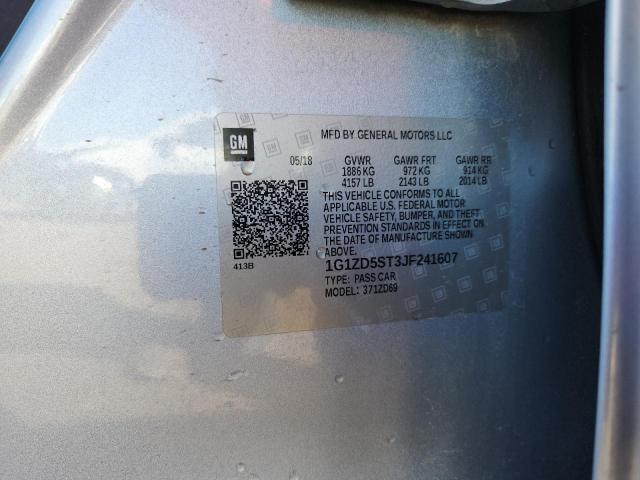 GM
MFD BY GENERAL MOTORS LLC
05/18 GVWR GAWR FRT GAWR RR
1886 KG 972 KG 914 KG
4157 LB 2143 LB 2014 LB
THIS VEHICLE CONFORMS TO ALL
APPLICABLE U.S. FEDERAL MOTOR
VEHICLE SAFETY, BUMPER, AND THEFT
PREVENTION STANDARDS IN EFFECT ON
THE DATE OF MANUFACTURE SHOWN
ABOVE.
413B
1G1ZD5ST3JF241607
TYPE: PASS CAR
MODEL: 371ZD69